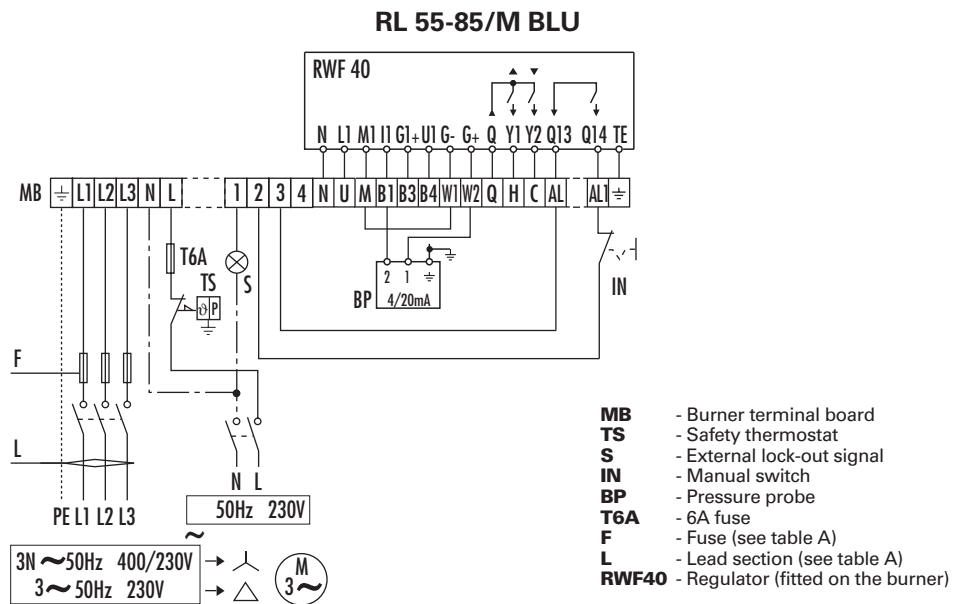 RL 55-85/M BLU
RWF 40
N L1 M1 I1 G1+ U1 G- G+ Q Y1 Y2 Q13 Q14 TE
MB L1 L2 L3 N L 1 2 3 4 N U M B1 B3 B4 W1 W2 Q H C AL AL1
T6A
TS
S
ϑ P
2 1
BP 4/20mA
IN
F
L
N L
PE L1 L2 L3
50Hz 230V
~
3N ~50Hz 400/230V
3~ 50Hz 230V
M
3~
MB - Burner terminal board
TS - Safety thermostat
S - External lock-out signal
IN - Manual switch
BP - Pressure probe
T6A - 6A fuse
F - Fuse (see table A)
L - Lead section (see table A)
RWF40 - Regulator (fitted on the burner)